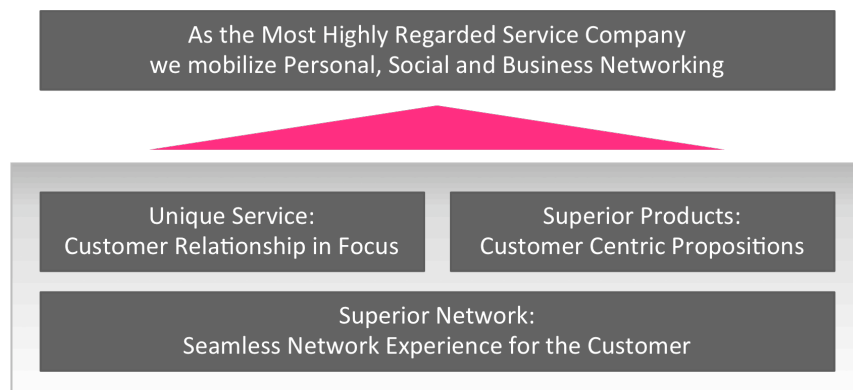 As the Most Highly Regarded Service Company
we mobilize Personal, Social and Business Networking
Unique Service:
Customer Relationship in Focus
Superior Products:
Customer Centric Propositions
Superior Network:
Seamless Network Experience for the Customer